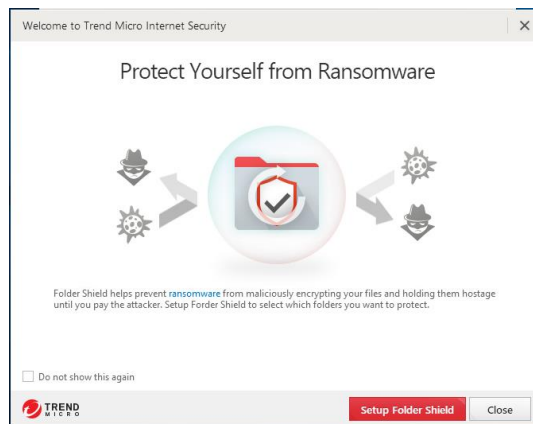 Welcome to Trend Micro Internet Security
Protect Yourself from Ransomware
Folder Shield helps prevent ransomware from maliciously encrypting your files and holding them hostage
until you pay the attacker. Setup Forder Shield to select which folders you want to protect.
Do not show this again
TREND
MICRO
Setup Folder Shield
Close